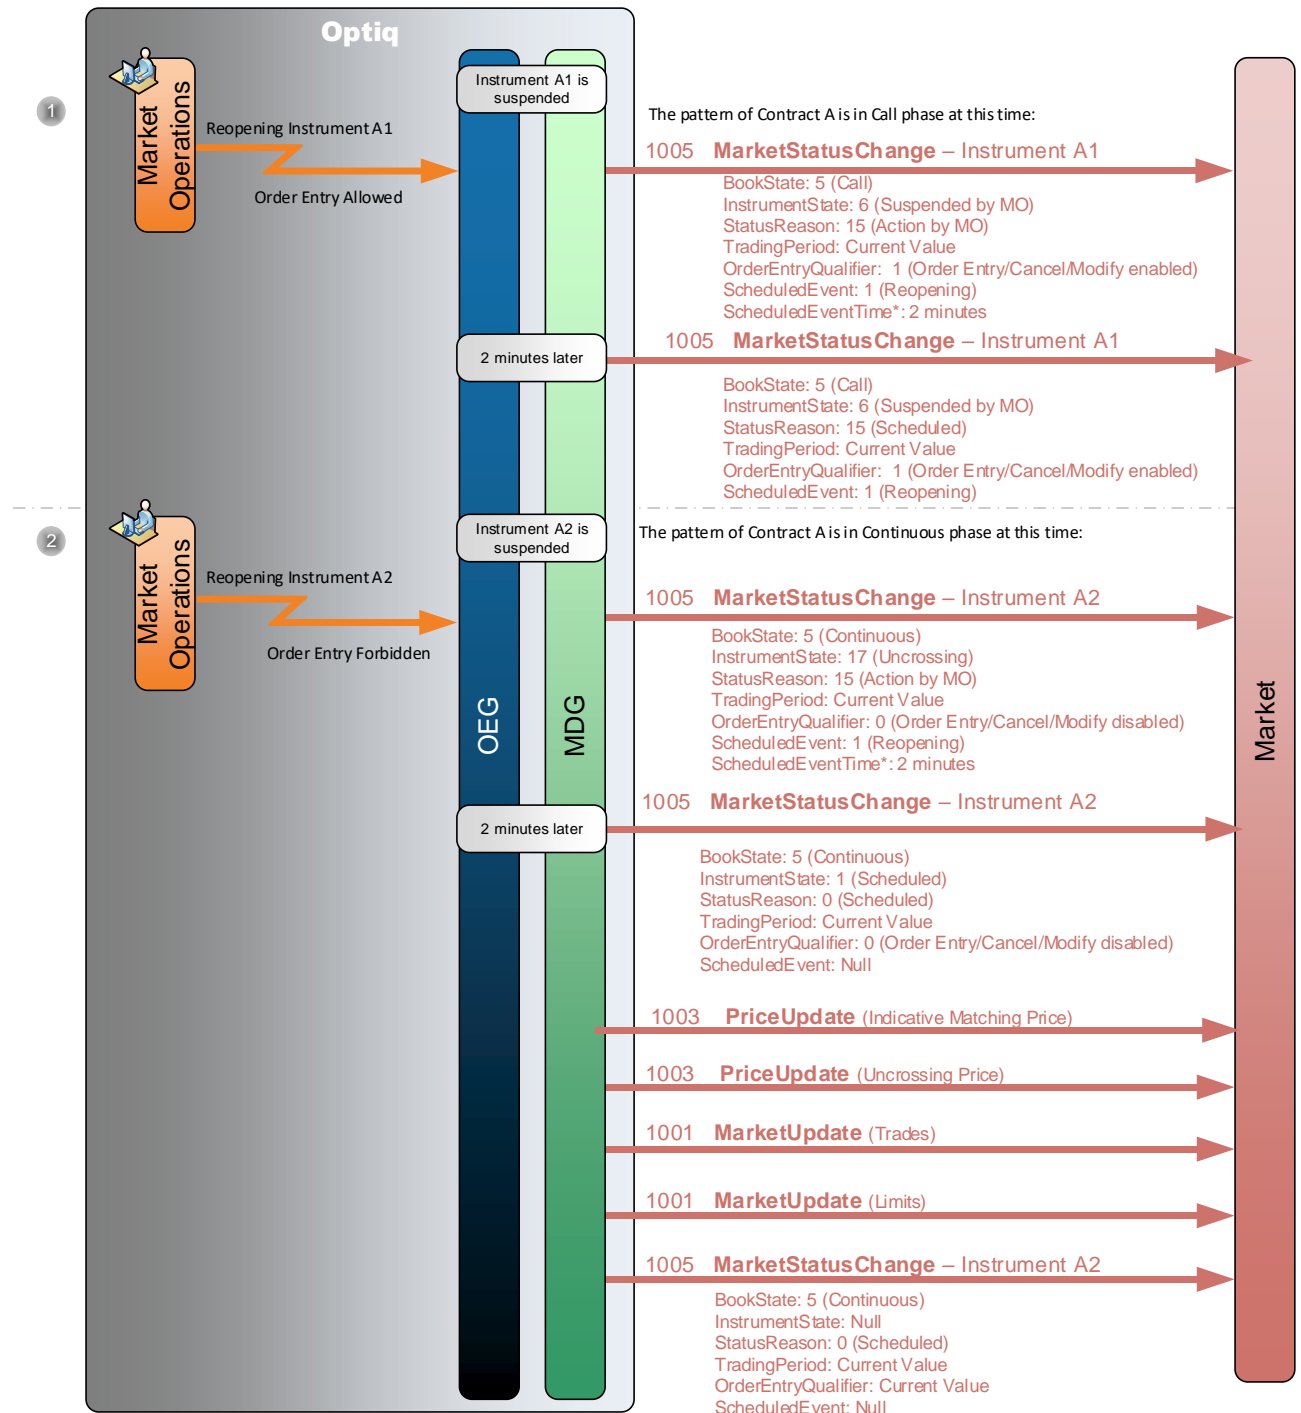 Optiq
Instrument A1 is
suspended
1
Market
Operations
Reopening Instrument A1
Order Entry Allowed
The pattern of Contract A is in Call phase at this time:
1005 MarketStatusChange – Instrument A1
BookState: 5 (Call)
InstrumentState: 6 (Suspended by MO)
StatusReason: 15 (Action by MO)
TradingPeriod: Current Value
OrderEntryQualifier: 1 (Order Entry/Cancel/Modify enabled)
ScheduledEvent: 1 (Reopening)
ScheduledEventTime*: 2 minutes
2 minutes later
1005 MarketStatusChange – Instrument A1
BookState: 5 (Call)
InstrumentState: 6 (Suspended by MO)
StatusReason: 15 (Scheduled)
TradingPeriod: Current Value
OrderEntryQualifier: 1 (Order Entry/Cancel/Modify enabled)
ScheduledEvent: 1 (Reopening)
2
Market
Operations
Instrument A2 is
suspended
Reopening Instrument A2
Order Entry Forbidden
The pattern of Contract A is in Continuous phase at this time:
1005 MarketStatusChange – Instrument A2
BookState: 5 (Continuous)
InstrumentState: 17 (Uncrossing)
StatusReason: 15 (Action by MO)
TradingPeriod: Current Value
OrderEntryQualifier: 0 (Order Entry/Cancel/Modify disabled)
ScheduledEvent: 1 (Reopening)
ScheduledEventTime*: 2 minutes
OEG
MDG
Market
2 minutes later
1005 MarketStatusChange – Instrument A2
BookState: 5 (Continuous)
InstrumentState: 1 (Scheduled)
StatusReason: 0 (Scheduled)
TradingPeriod: Current Value
OrderEntryQualifier: 0 (Order Entry/Cancel/Modify disabled)
ScheduledEvent: Null
1003 PriceUpdate (Indicative Matching Price)
1003 PriceUpdate (Uncrossing Price)
1001 MarketUpdate (Trades)
1001 MarketUpdate (Limits)
1005 MarketStatusChange – Instrument A2
BookState: 5 (Continuous)
InstrumentState: Null
StatusReason: 0 (Scheduled)
TradingPeriod: Current Value
OrderEntryQualifier: Current Value
ScheduledEvent: Null